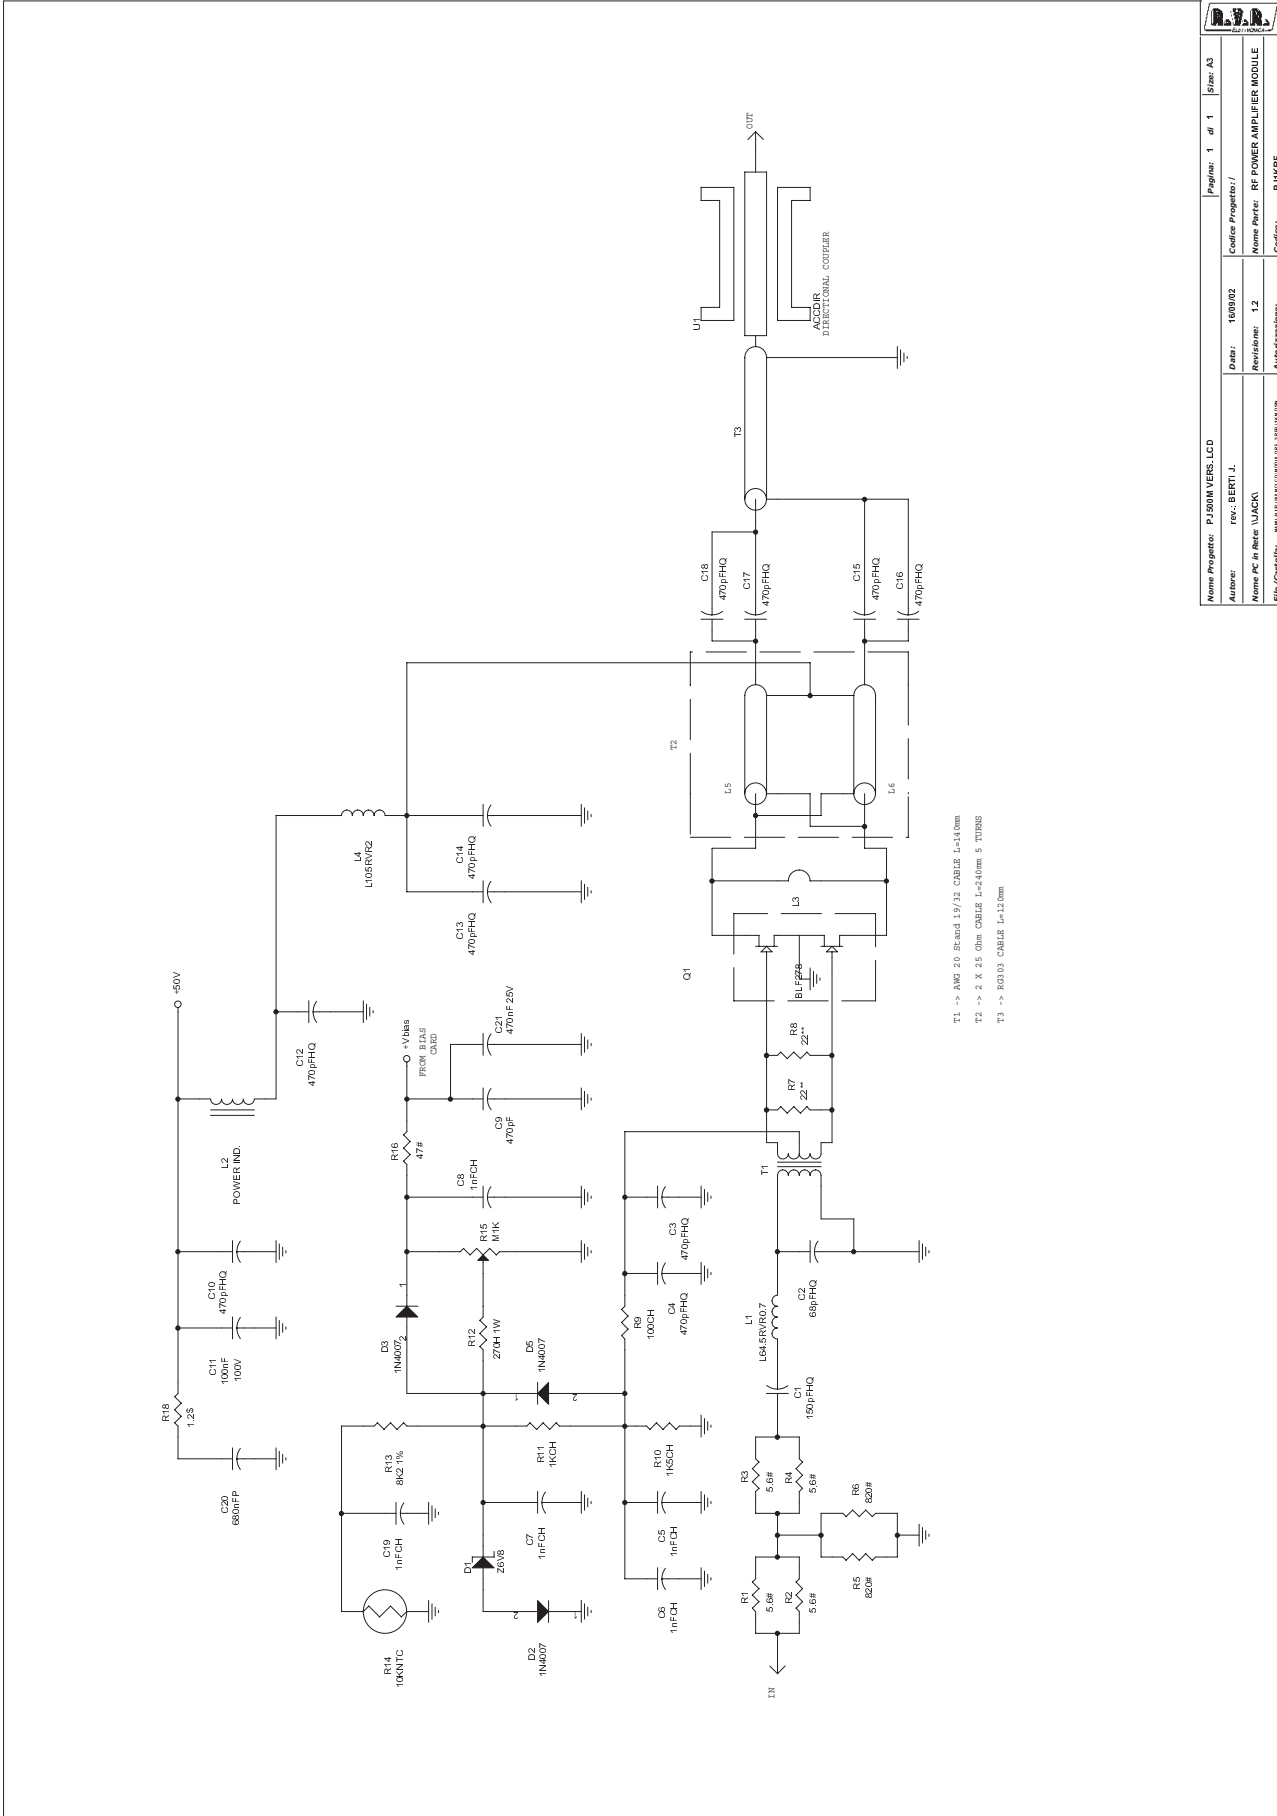 R.V.R.
ELETTRONICA
Nome Progetto: PJ500M VERS. LCD
Pagina: 1 di 1
Size: A3
Autore: rev.: BERTI J.
Data: 16/09/02
Codice Progetto: /
Nome PC in Rete: \\JACK\
Revisione: 1.2
Nome Parte: RF POWER AMPLIFIER MODULE
+50V
R18
1.2$
C20
680nFP
C11
100nF
100V
C10
470pFHQ
L2
POWER IND.
C12
470pFHQ
L4
L105RVR2
C13
470pFHQ
C14
470pFHQ
R14
10KNTC
C19
1nFCH
R13
8K2 1%
D3
1N4007
2
1
R16
47#
+Vbias
FROM BIAS
CARD
C21
470nF 25V
C9
470pF
C8
1nFCH
R15
M1K
R12
270H 1W
D5
1N4007
1
2
D1
Z6V8
D2
1N4007
2
1
C7
1nFCH
R11
1KCH
R10
1K5CH
C5
1nFCH
C6
1nFCH
R9
100CH
C4
470pFHQ
C3
470pFHQ
IN
R1
5.6#
R2
5.6#
R3
5.6#
R4
5.6#
R5
820#
R6
820#
C1
150pFHQ
L1
L64.5RVR0.7
C2
68pFHQ
T1
R7
22**
R8
22**
Q1
BLF278
L3
T2
L5
L6
C18
470pFHQ
C17
470pFHQ
C15
470pFHQ
C16
470pFHQ
T3
U1
ACCDIR
DIRECTIONAL COUPLER
OUT
T1 -> AWG 20 Stand 19/32 CABLE L=140mm
T2 -> 2 X 25 Ohm CABLE L=240mm 5 TURNS
T3 -> RG303 CABLE L=120mm